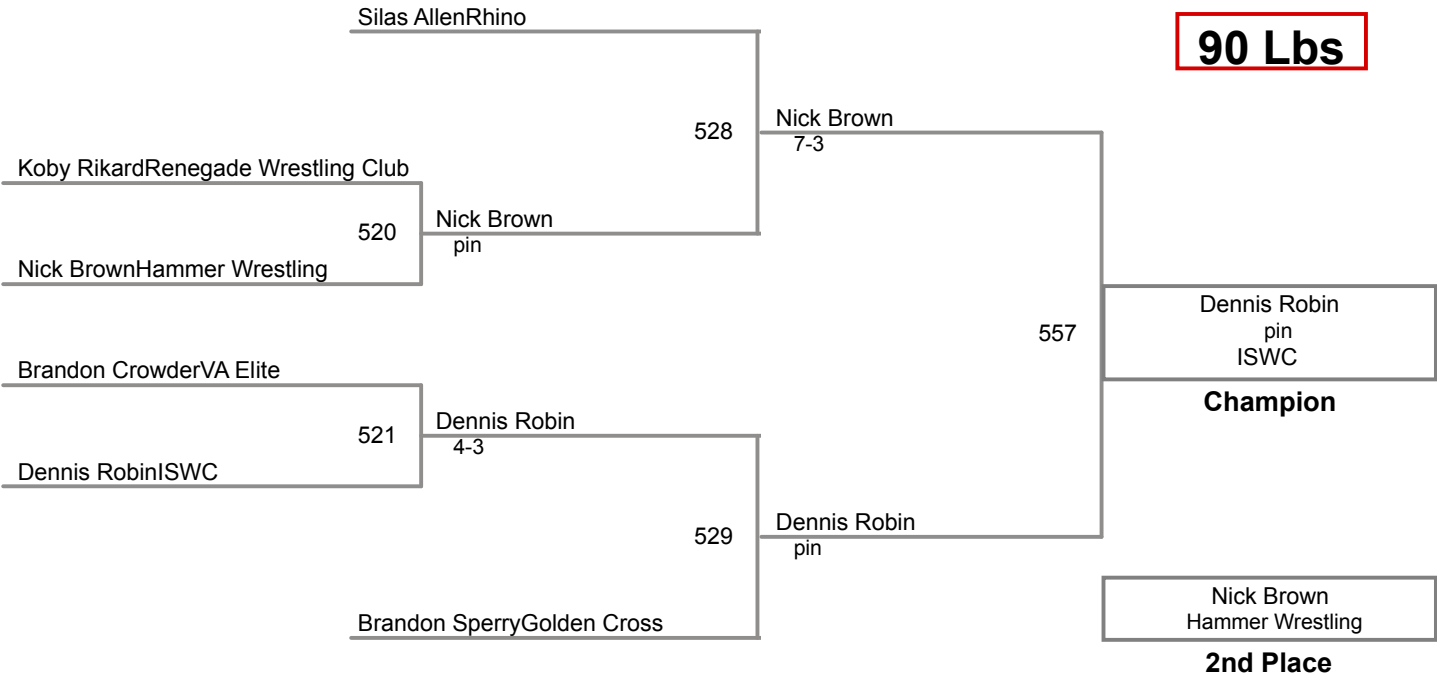 Silas AllenRhino
90 Lbs
528
Nick Brown
7-3
Koby RikardRenegade Wrestling Club
520
Nick Brown
pin
Nick BrownHammer Wrestling
557
Dennis Robin
pin
ISWC
Champion
Brandon CrowderVA Elite
521
Dennis Robin
4-3
Dennis RobinISWC
529
Dennis Robin
pin
Brandon SperryGolden Cross
Nick Brown
Hammer Wrestling
2nd Place